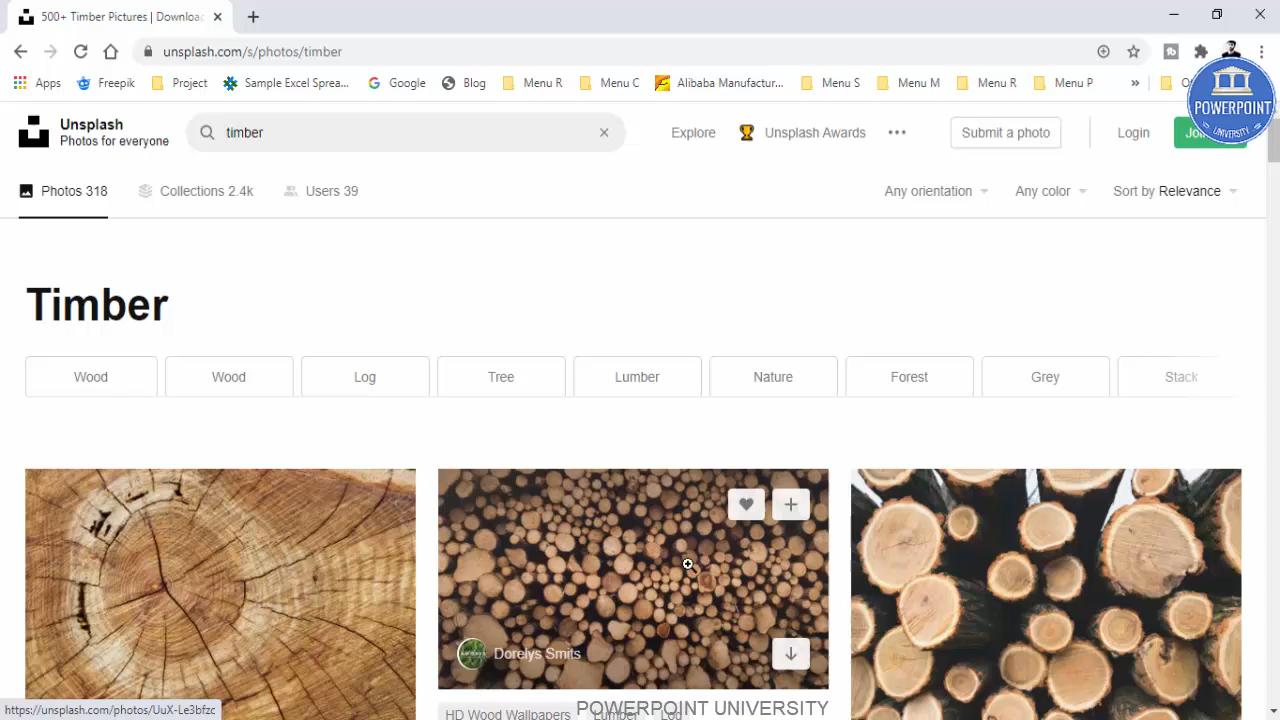 500+ Timber Pictures | Downloa
unsplash.com/s/photos/timber
Apps Freepik Project Sample Excel Sprea... Google Blog Menu R Menu C Alibaba Manufactur... Menu S Menu M Menu R Menu P »
POWERPOINT
UNIVERSITY
Unsplash
Photos for everyone
timber
Explore Unsplash Awards ••• Submit a photo Login
Photos 318 Collections 2.4k Users 39 Any orientation Any color Sort by Relevance
Timber
Wood Wood Log Tree Lumber Nature Forest Grey Stack
Dorelys Smits
https://unsplash.com/photos/UuX-Le3bfzc
HD Wood Wallpapers Lumber Log
POWERPOINT UNIVERSITY